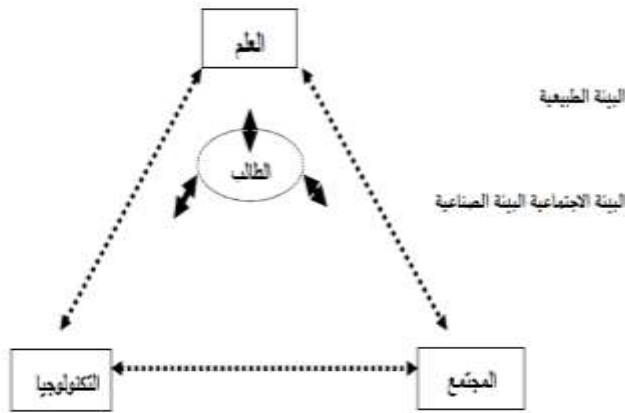 العلم
البيئة الطبيعية
الطالب
البيئة الاجتماعية البيئة الصناعية
المجتمع
التكنولوجيا